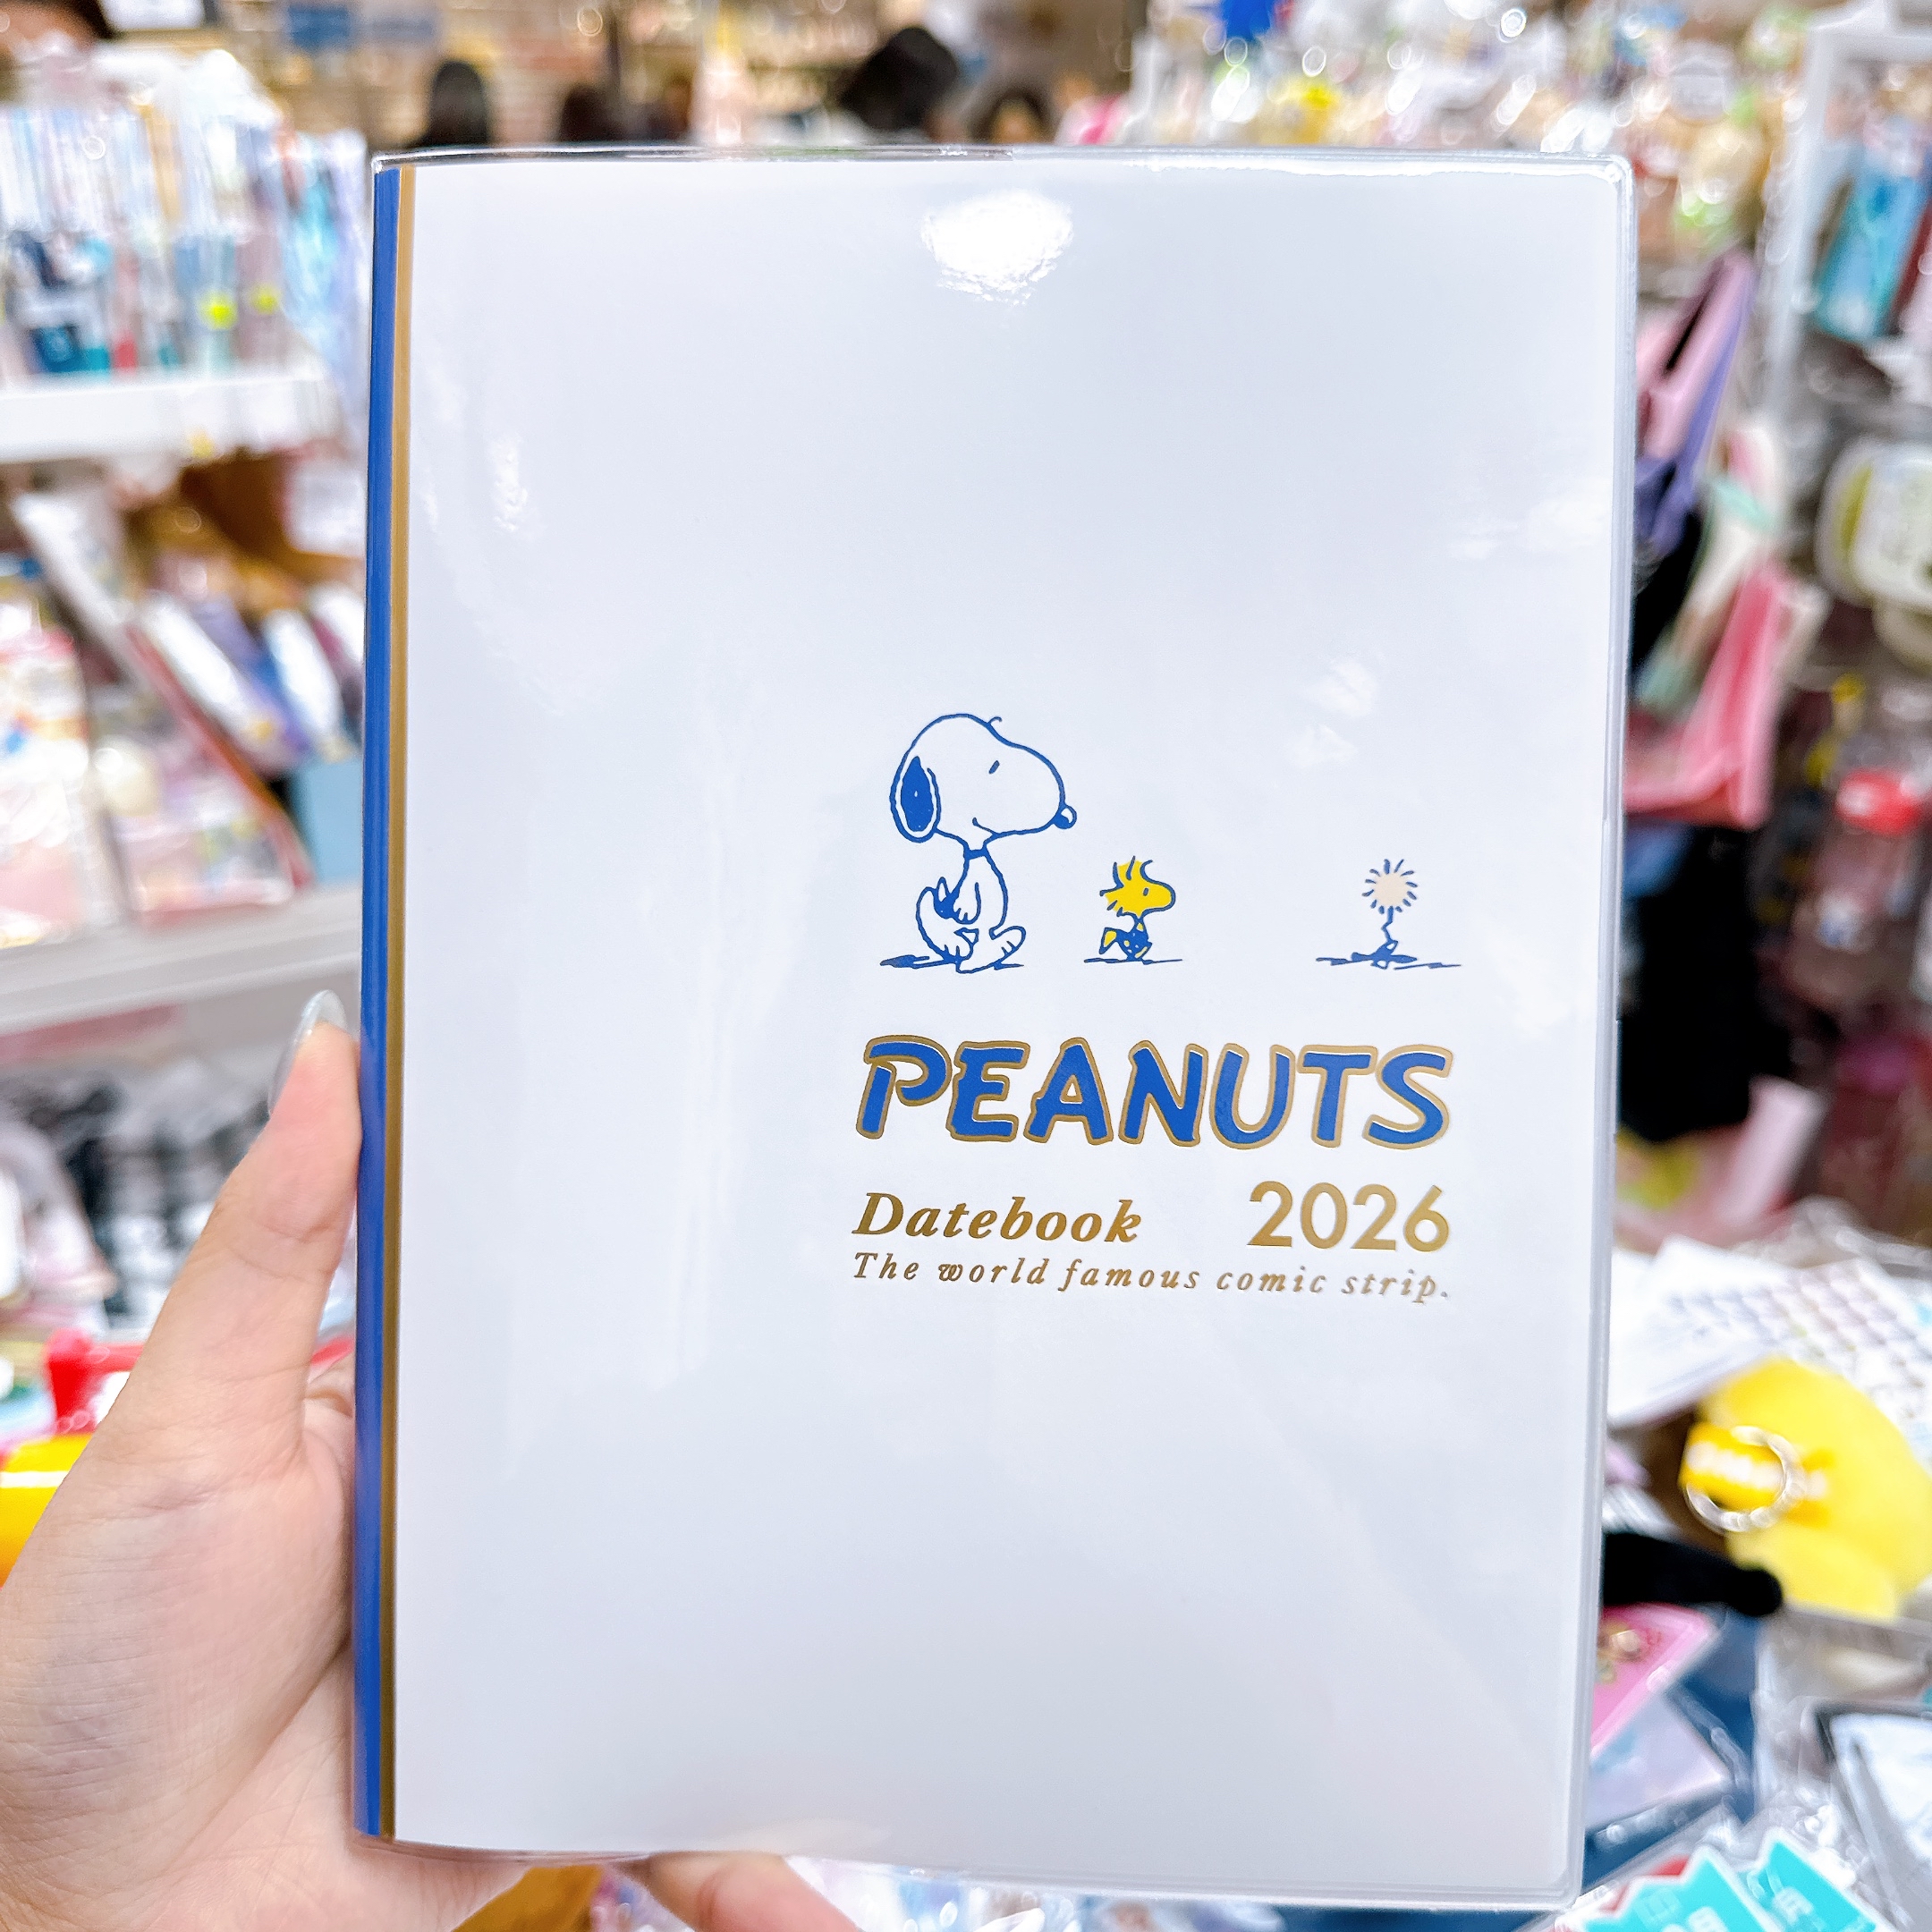 PEANUTS
Datebook 2026
The world famous comic strip.